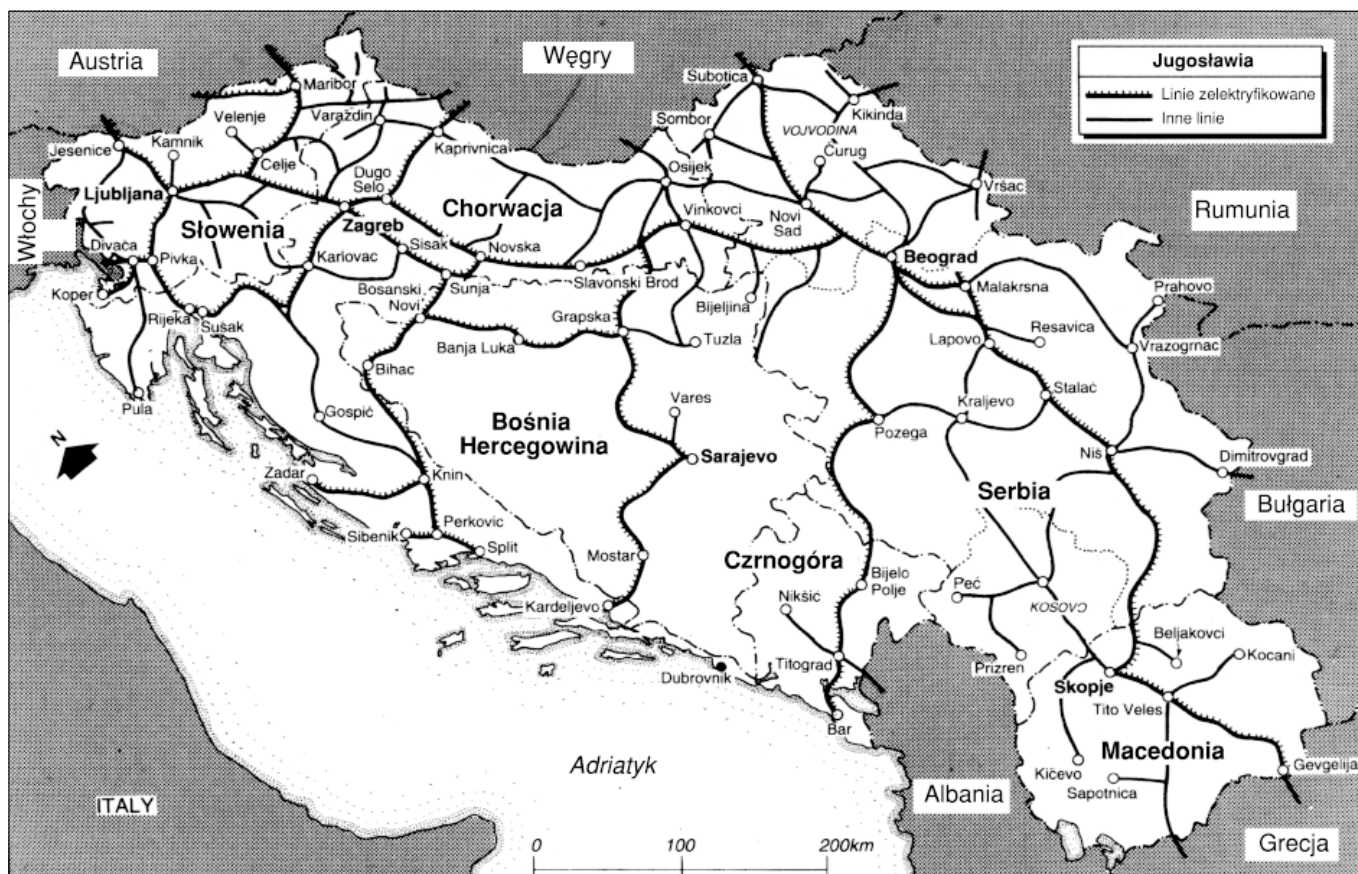 Austria
Węgry
Jugosławia
Linie zelektryfikowane
Inne linie
Maribor
Subotica
Velenje
Varaždin
Kikinda
Sombor
VOJVODINA
Kamnik
Jesenice
Celje
Kaprivnica
Čurug
Osijek
Vršac
Ljubljana
Dugo
Selo
Chorwacja
Rumunia
Włochy
Słowenia
Zagreb
Vinkovci
Novi
Sad
Divača
Pivka
Sisak
Novska
Beograd
Karlovac
Koper
Bosanski
Novi
Sunja
Slavonski Brod
Bijeljina
Malakrsna
Prahovo
Rijeka
Sušak
Grapska
Resavica
Banja Luka
Tuzla
Lapovo
Vrazogrnac
Bihac
Stalać
Pula
Gospić
Vares
Kraljevo
N
Bośnia
Hercegowina
Pozega
Sarajevo
Niš
Dimitrovgrad
Zadar
Knin
Serbia
Bułgaria
Sibenik
Perkovic
Split
Mostar
Czrnogóra
Bijelo
Polje
Peć
Nikšić
Kardeljevo
KOSOVO
Beljakovci
Kocani
Titograd
Prizren
Dubrovnik
Skopje
Tito Veles
Bar
Macedonia
Adriatyk
Kičevo
Gevgelija
Sapotnica
ITALY
Albania
Grecja
0
100
200km